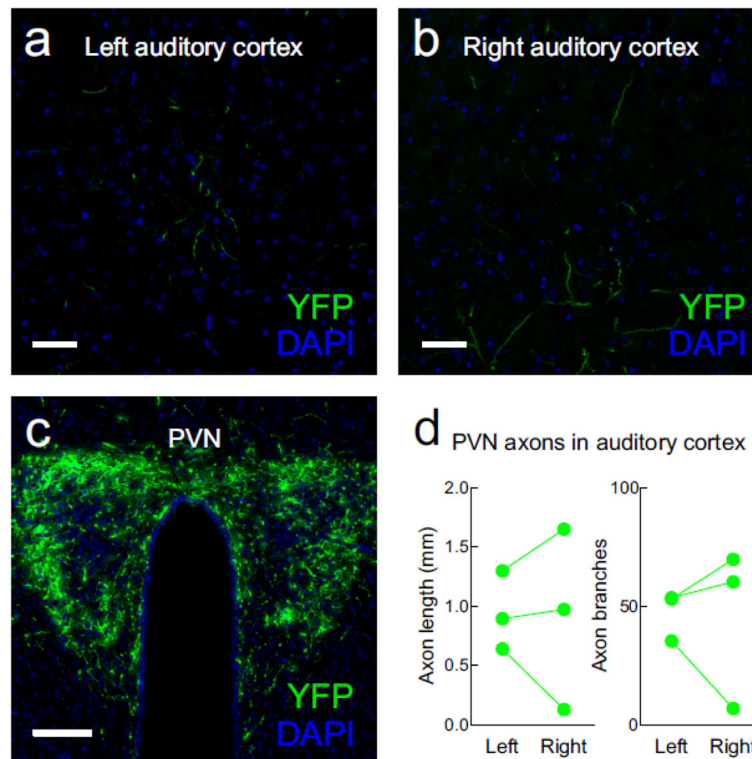 a
Left auditory cortex
YFP
DAPI
b
Right auditory cortex
YFP
DAPI
c
PVN
YFP
DAPI
d
PVN axons in auditory cortex
Axon length (mm)
2.0
1.5
1.0
0.5
0.0
Left Right
Axon branches
100
50
0
Left Right